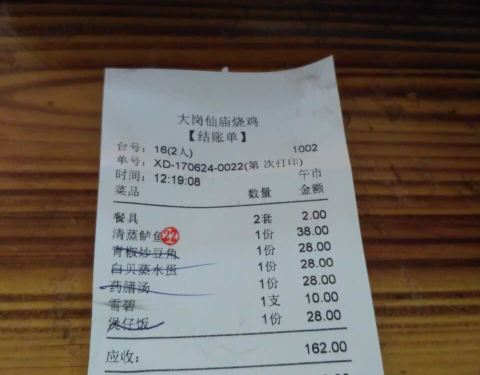 大岗仙庙烧鸡
【结账单】
台号: 16(2人) 1002
单号: XD-170624-0022(第 次打印)
时间: 12:19:08 午市
菜品 数量 金额
餐具 2套 2.00
清蒸鲈鱼 1份 38.00
青椒炒豆角 1份 28.00
白贝蒸水蛋 1份 28.00
药膳汤 1份 28.00
雪碧 1支 10.00
煲仔饭 1份 28.00
应收: 162.00